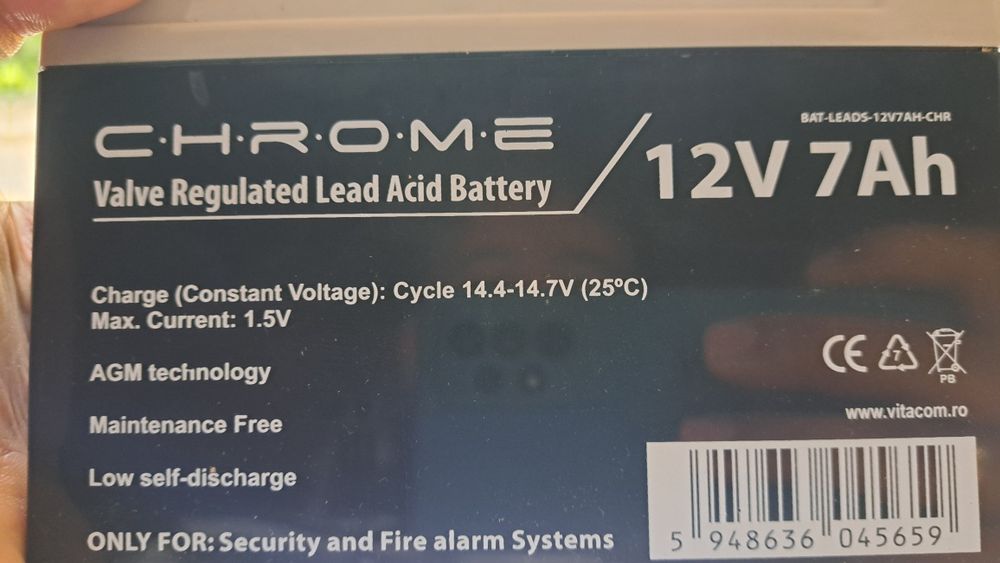 BAT-LEADS-12V7AH-CHR
C·H·R·O·M·E
12V 7Ah
Valve Regulated Lead Acid Battery
Charge (Constant Voltage): Cycle 14.4-14.7V (25ºC)
Max. Current: 1.5V
AGM technology
7
PB
Maintenance Free
www.vitacom.ro
Low self-discharge
ONLY FOR: Security and Fire alarm Systems
5 948636 045659